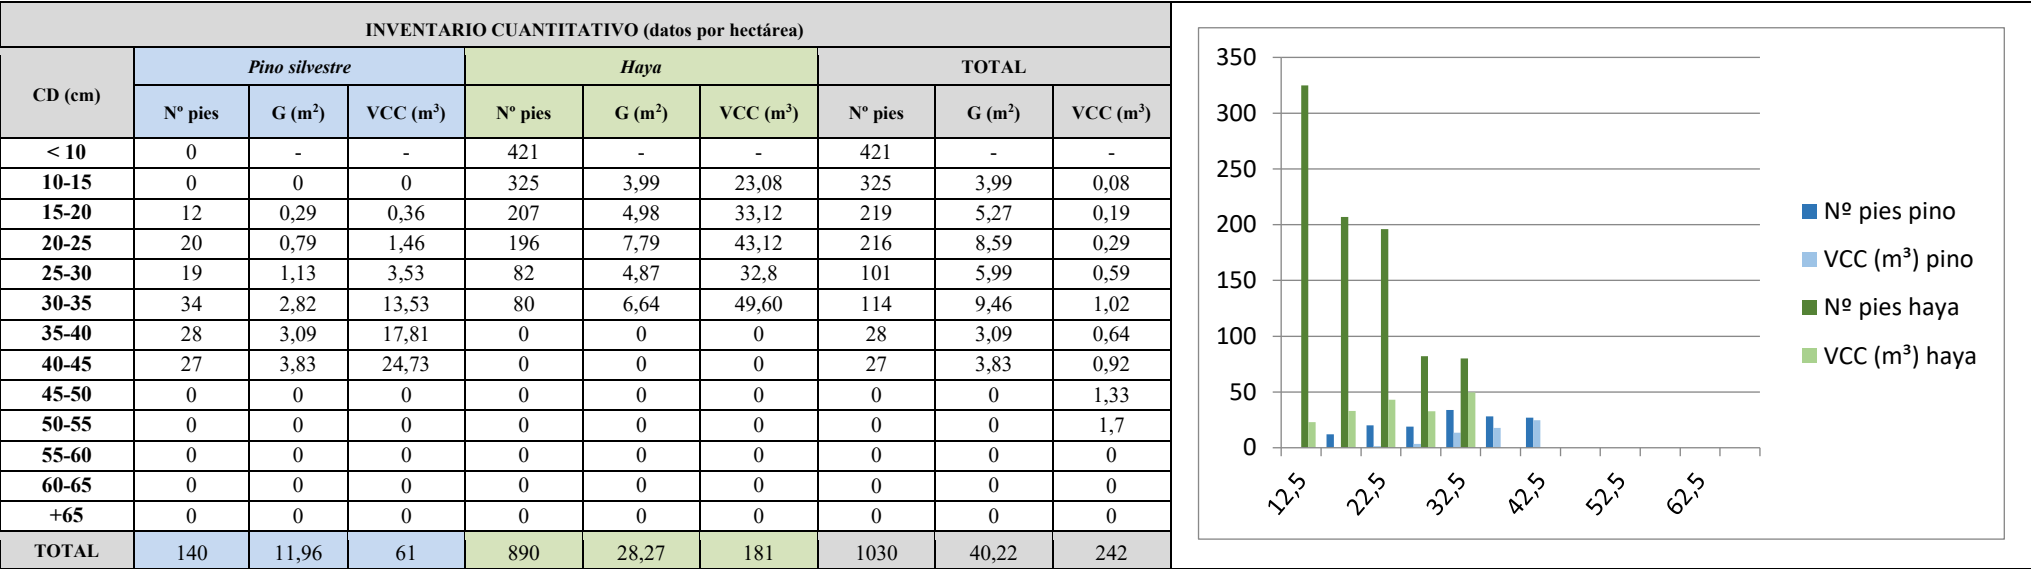 INVENTARIO CUANTITATIVO (datos por hectárea)
CD (cm) Pino silvestre Haya TOTAL
Nº pies G (m²) VCC (m³) Nº pies G (m²) VCC (m³) Nº pies G (m²) VCC (m³)
< 10 0 - - 421 - - 421 - -
10-15 0 0 0 325 3,99 23,08 325 3,99 0,08
15-20 12 0,29 0,36 207 4,98 33,12 219 5,27 0,19
20-25 20 0,79 1,46 196 7,79 43,12 216 8,59 0,29
25-30 19 1,13 3,53 82 4,87 32,8 101 5,99 0,59
30-35 34 2,82 13,53 80 6,64 49,60 114 9,46 1,02
35-40 28 3,09 17,81 0 0 0 28 3,09 0,64
40-45 27 3,83 24,73 0 0 0 27 3,83 0,92
45-50 0 0 0 0 0 0 0 0 1,33
50-55 0 0 0 0 0 0 0 0 1,7
55-60 0 0 0 0 0 0 0 0 0
60-65 0 0 0 0 0 0 0 0 0
+65 0 0 0 0 0 0 0 0 0
TOTAL 140 11,96 61 890 28,27 181 1030 40,22 242
350
300
250
200
150
100
50
0
12,5 22,5 32,5 42,5 52,5 62,5
Nº pies pino
VCC (m³) pino
Nº pies haya
VCC (m³) haya